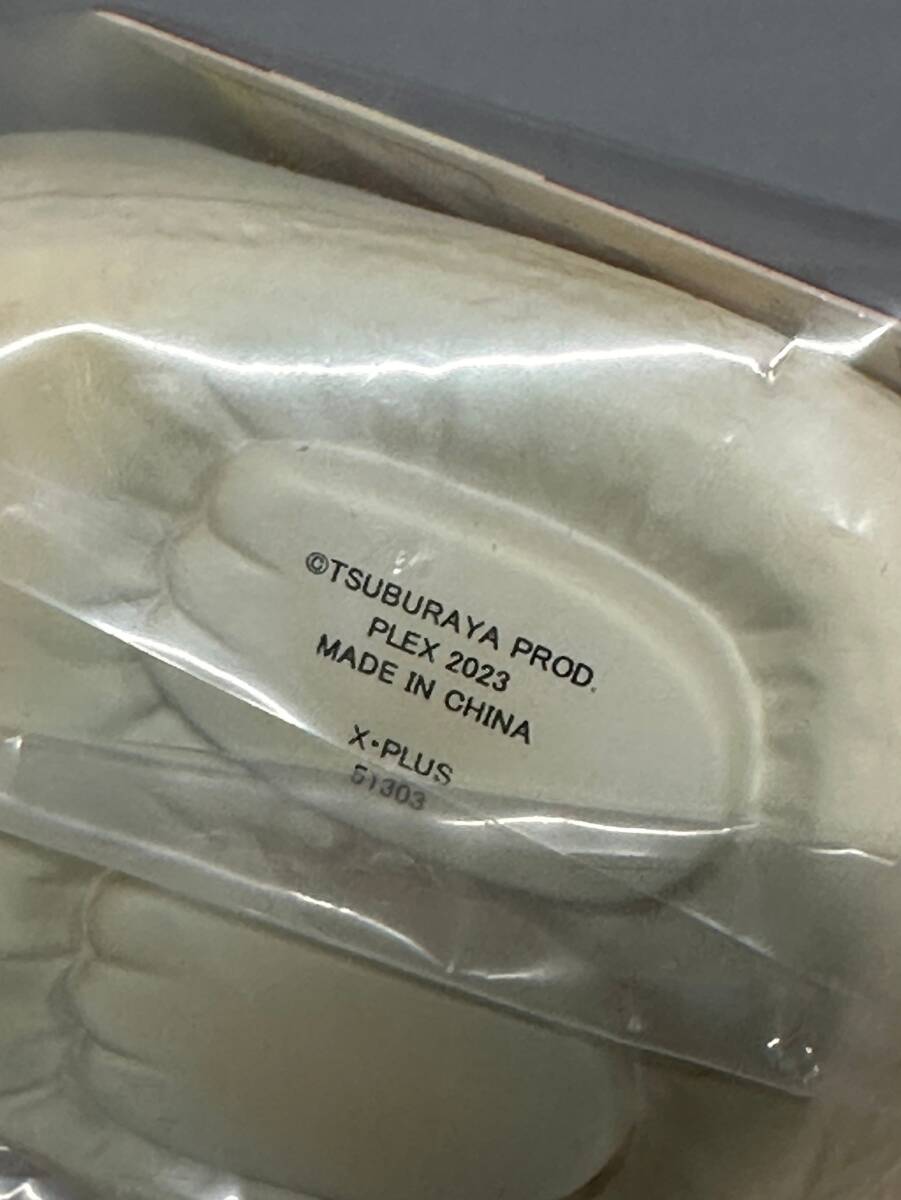 ©TSUBURAYA PROD.
PLEX 2023
MADE IN CHINA
X•PLUS
51303